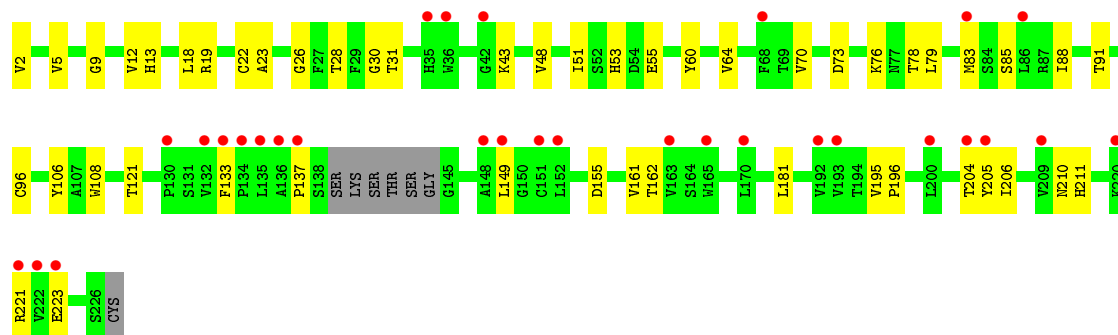 V2 V5 G9 V12 H13 L18 R19 C22 A23 G26 F27 T28 F29 G30 T31 H35 W36 G42 K43 V48 I51 S52 H53 D54 E55 Y60 V64 F68 T69 V70 D73 K76 N77 T78 L79 M83 S84 S85 L86 R87 I88 T91
C96 Y106 A107 W108 T121 P130 S131 V132 F133 P134 L135 A136 P137 S138 SER LYS SER THR SER GLY G145 A148 L149 G150 C151 L152 D155 V161 T162 V163 S164 W165 L170 L181 V192 V193 T194 V195 P196 L200 T204 Y205 I206 V209 N210 H211
R221 V222 E223 S226 CYS